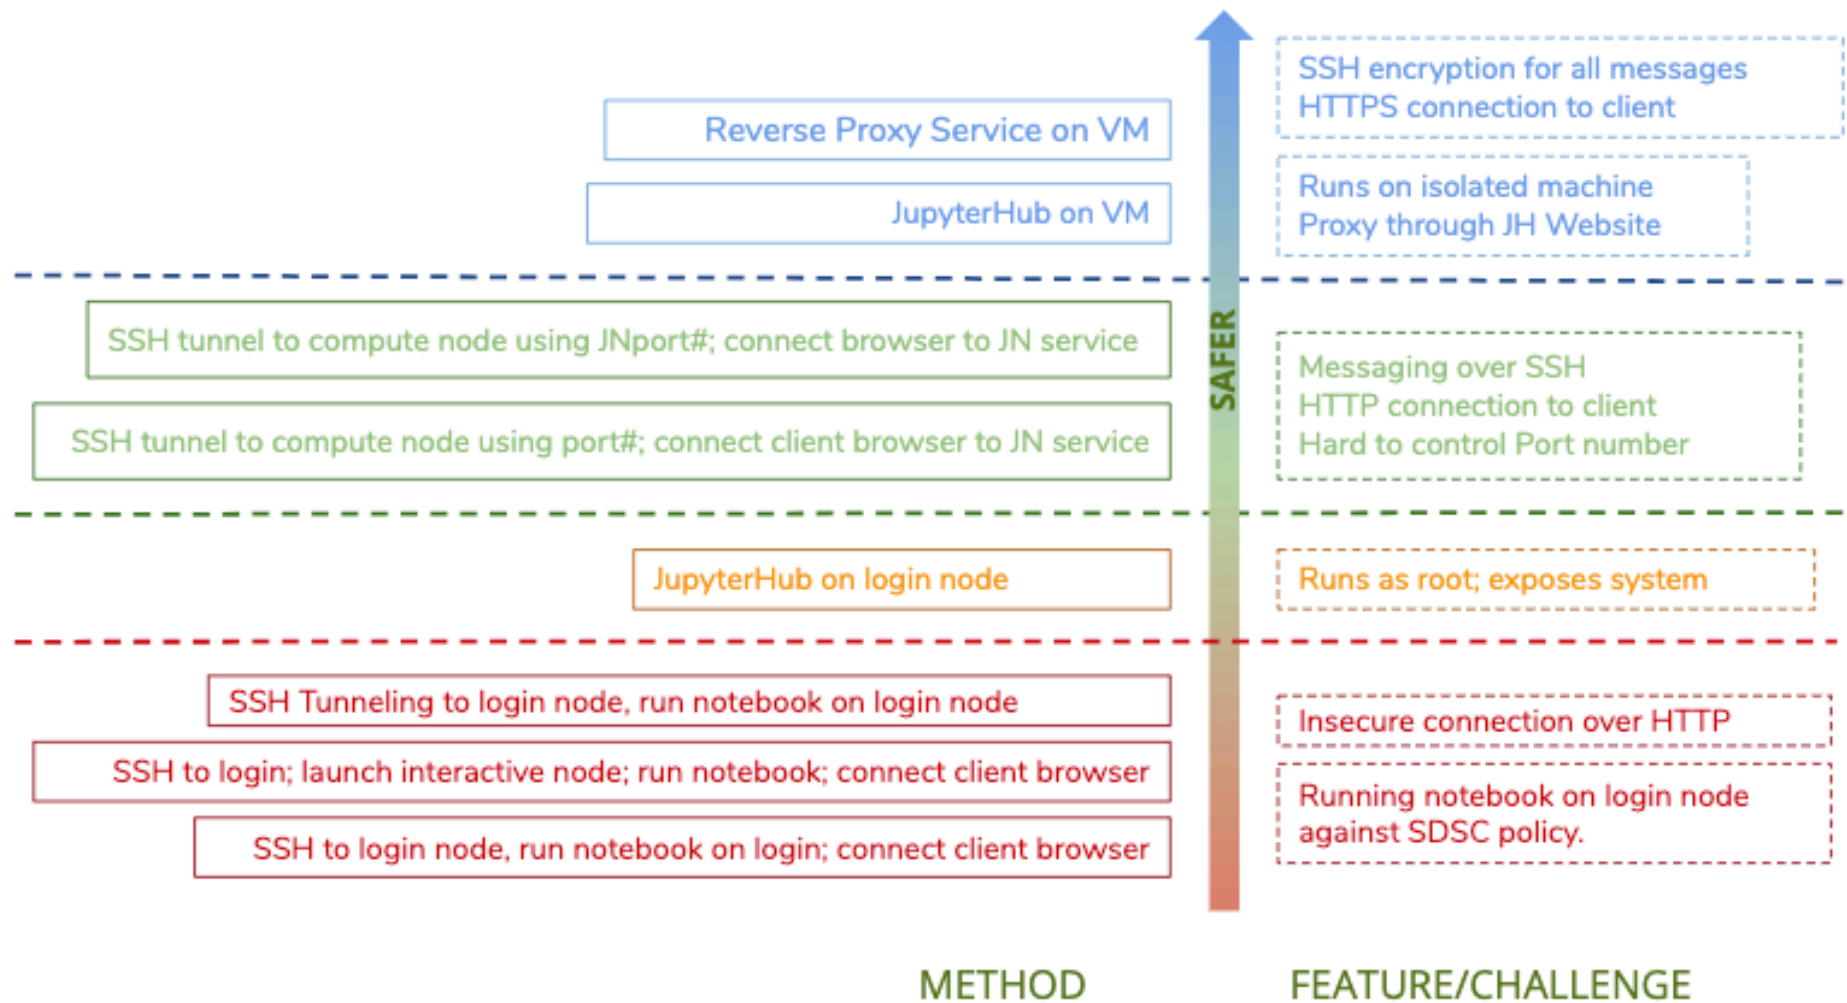 Reverse Proxy Service on VM
SSH encryption for all messages
HTTPS connection to client
JupyterHub on VM
Runs on isolated machine
Proxy through JH Website
SAFER
SSH tunnel to compute node using JNport#; connect browser to JN service
SSH tunnel to compute node using port#; connect client browser to JN service
Messaging over SSH
HTTP connection to client
Hard to control Port number
JupyterHub on login node
Runs as root; exposes system
SSH Tunneling to login node, run notebook on login node
SSH to login; launch interactive node; run notebook; connect client browser
SSH to login node, run notebook on login; connect client browser
Insecure connection over HTTP
Running notebook on login node
against SDSC policy.
METHOD
FEATURE/CHALLENGE